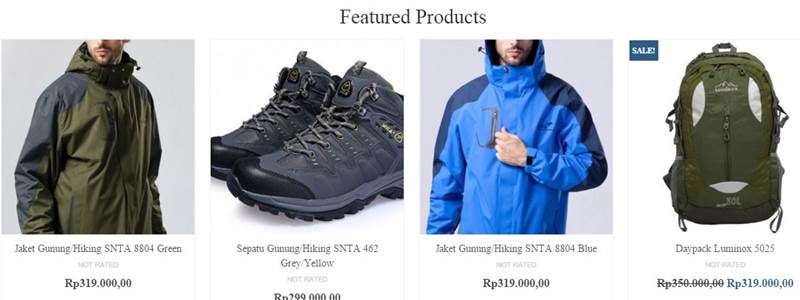 Featured Products
SALE!
Luminox
30L
Jaket Gunung/Hiking SNTA 8804 Green
NOT RATED
Rp319.000,00
Sepatu Gunung/Hiking SNTA 462
Grey/Yellow
NOT RATED
Rp299.000,00
Jaket Gunung/Hiking SNTA 8804 Blue
NOT RATED
Rp319.000,00
Daypack Luminox 5025
NOT RATED
Rp350.000,00 Rp319.000,00